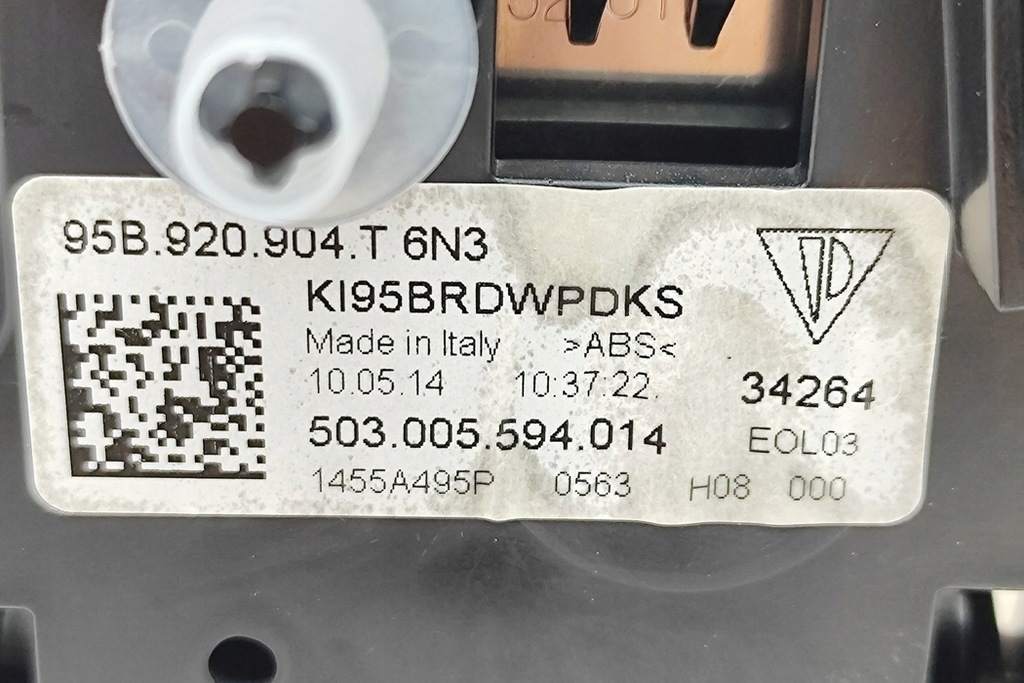 95B.920.904.T 6N3
KI95BRDWPDKS
Made in Italy >ABS<
10.05.14 10:37:22. 34264
503.005.594.014 EOL03
1455A495P 0563 H08 000